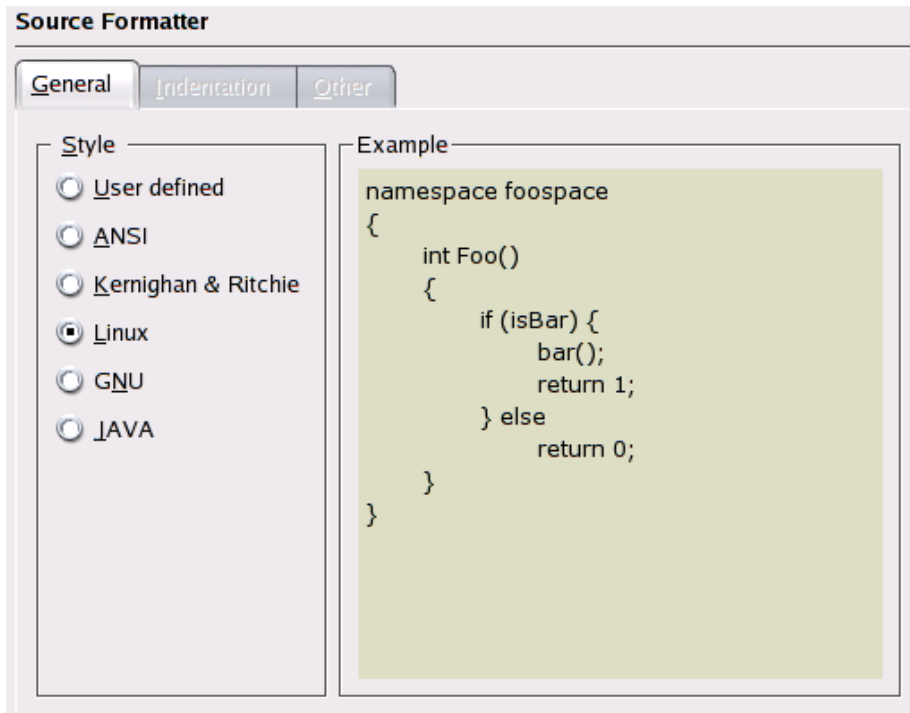 Source Formatter
General
Indentation
Other
Style
User defined
ANSI
Kernighan & Ritchie
Linux
GNU
JAVA
Example
namespace foospace
{
int Foo()
{
if (isBar) {
bar();
return 1;
} else
return 0;
}
}